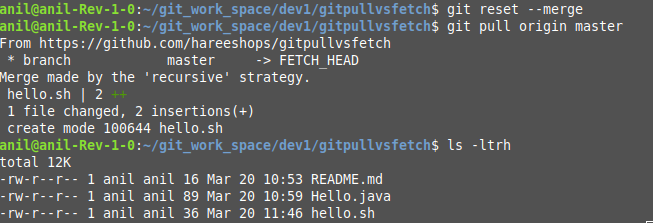 anil@anil-Rev-1-0:~/git_work_space/dev1/gitpullvsfetch$ git reset --merge
anil@anil-Rev-1-0:~/git_work_space/dev1/gitpullvsfetch$ git pull origin master
From https://github.com/hareeshops/gitpullvsfetch
 * branch            master     -> FETCH_HEAD
Merge made by the 'recursive' strategy.
 hello.sh | 2 ++
 1 file changed, 2 insertions(+)
 create mode 100644 hello.sh
anil@anil-Rev-1-0:~/git_work_space/dev1/gitpullvsfetch$ ls -ltrh
total 12K
-rw-r--r-- 1 anil anil 16 Mar 20 10:53 README.md
-rw-r--r-- 1 anil anil 89 Mar 20 10:59 Hello.java
-rw-r--r-- 1 anil anil 36 Mar 20 11:46 hello.sh